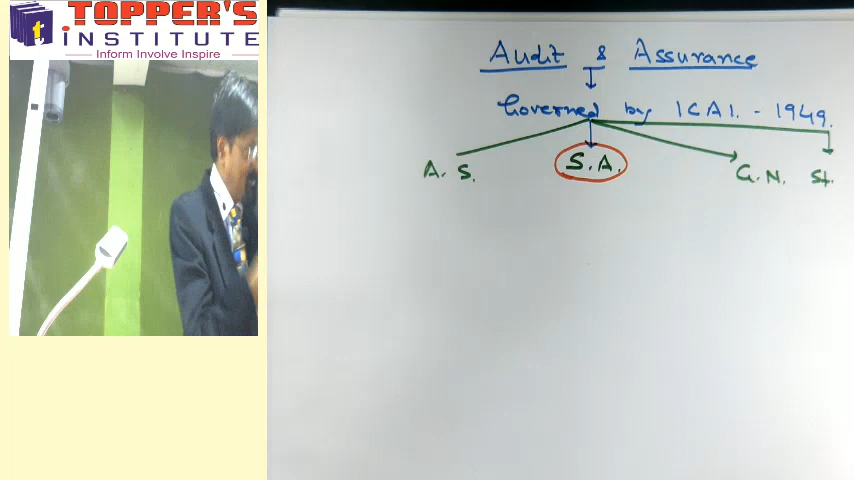 TOPPER'S
t iNSTITUTE
Inform Involve Inspire
Audit & Assurance
Governed by ICAI. - 1949.
A. S. S.A. G.N. St.